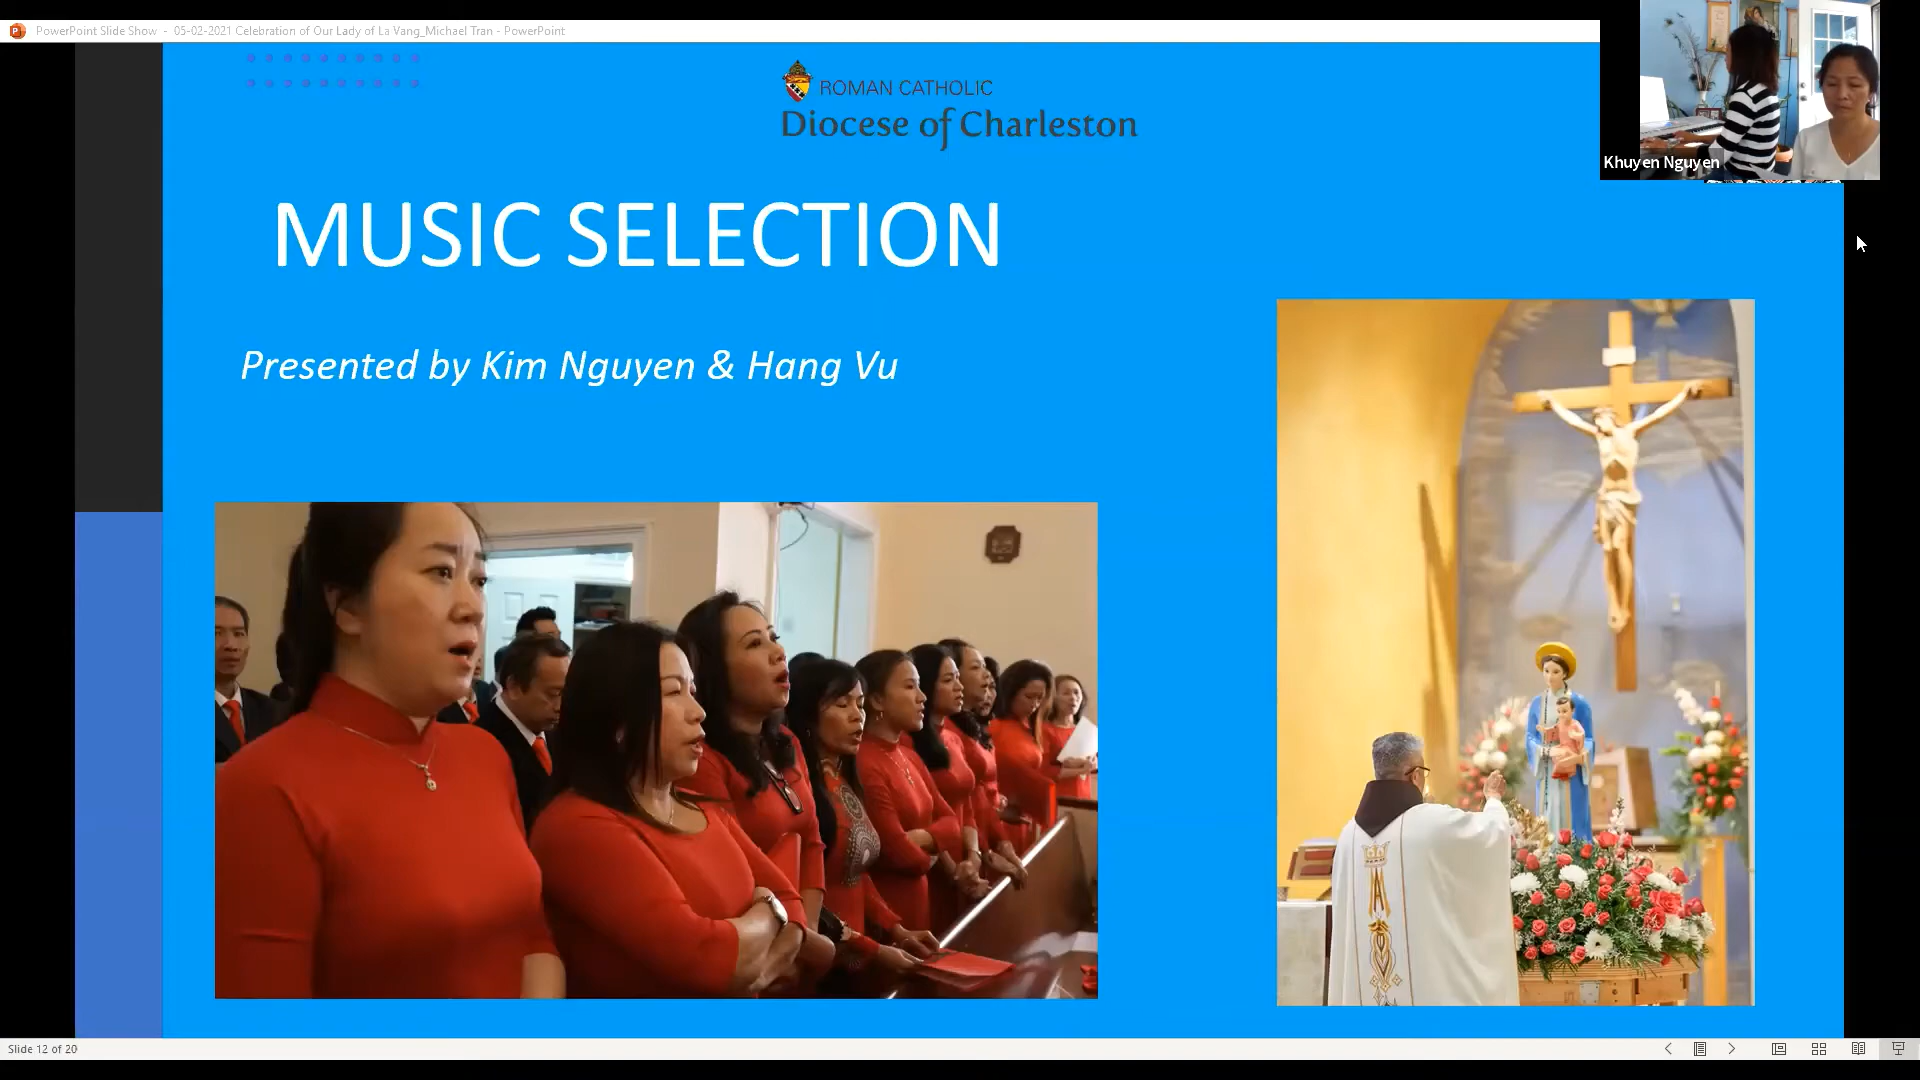 PowerPoint Slide Show - 05-02-2021 Celebration of Our Lady of La Vang_Michael Tran - PowerPoint
ROMAN CATHOLIC
Diocese of Charleston
Khuyen Nguyen
MUSIC SELECTION
Presented by Kim Nguyen & Hang Vu
Slide 12 of 20